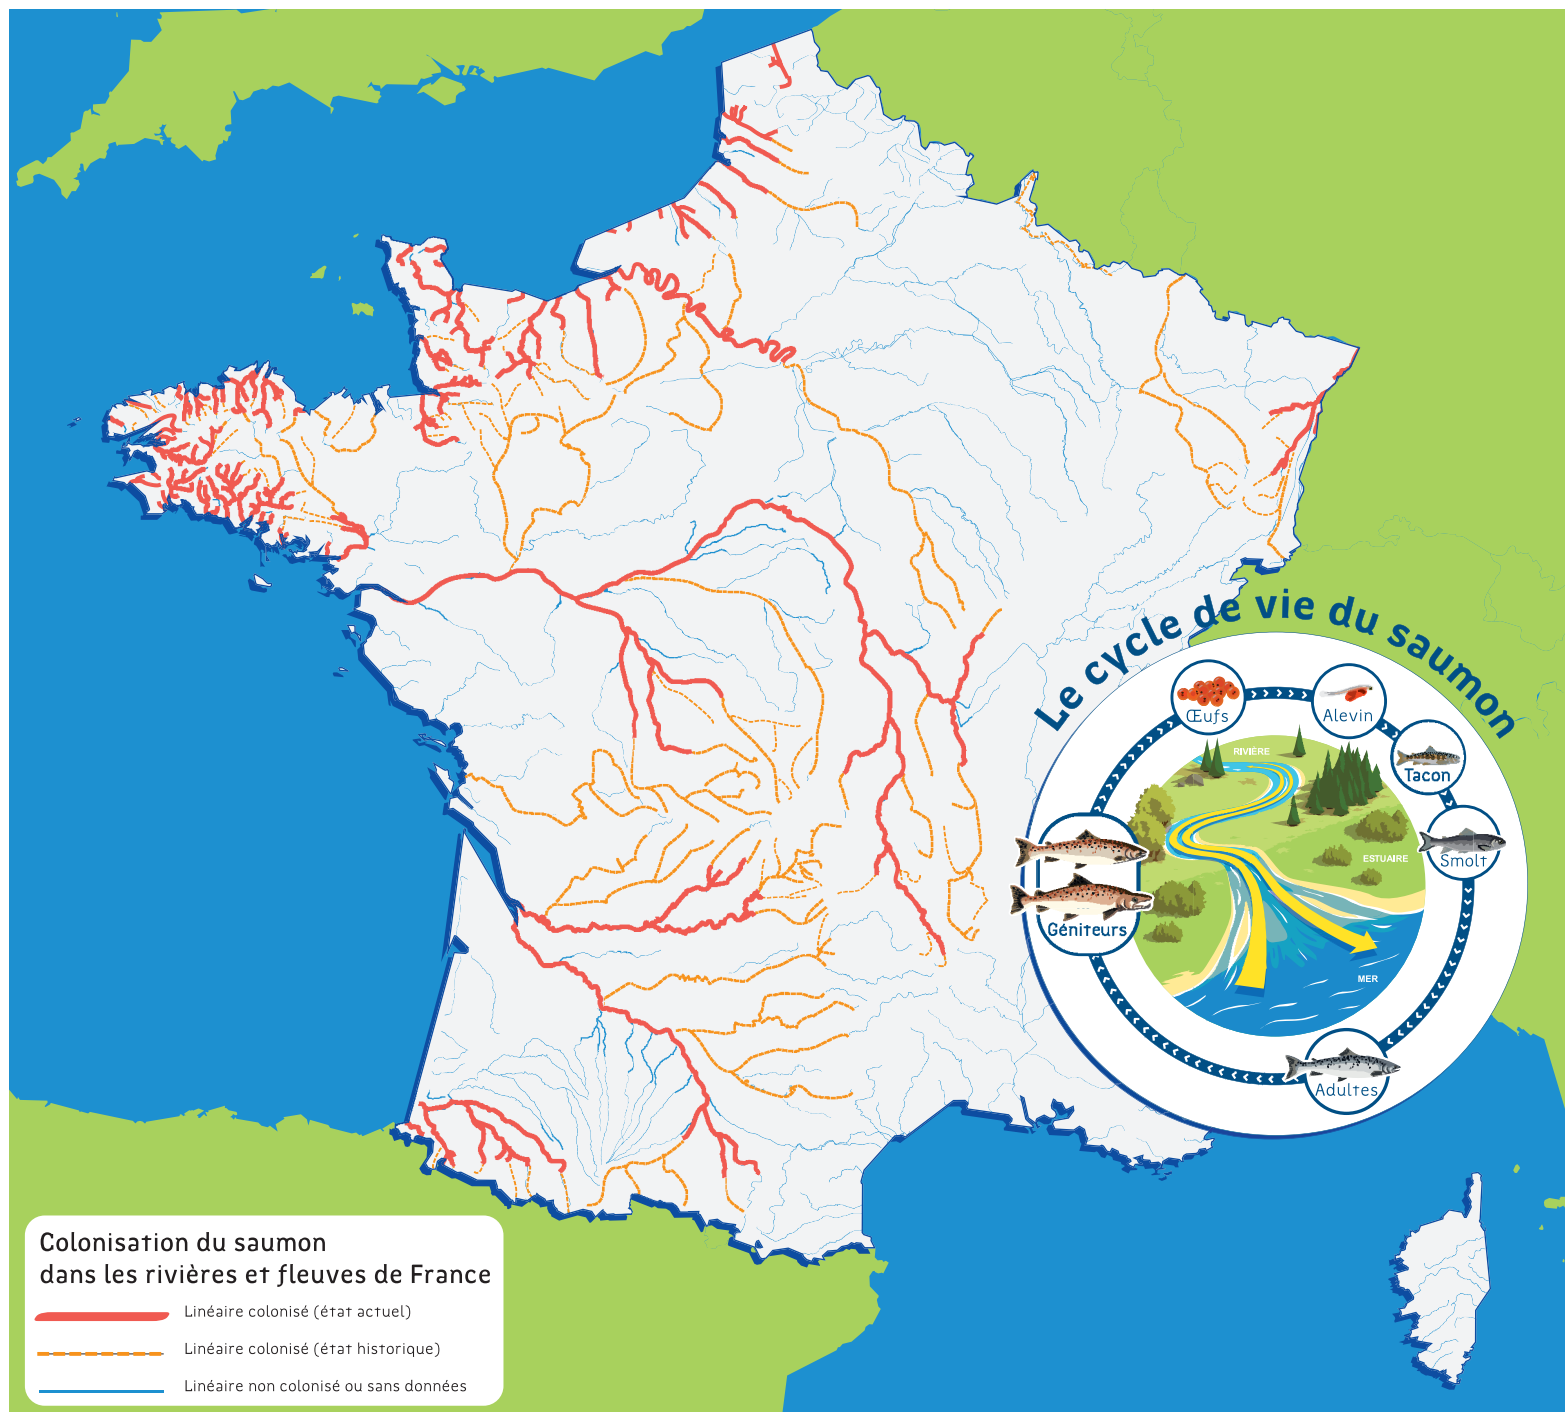 Le cycle de vie du saumon
Œufs
Alevin
Tacon
Smolt
Adultes
Géniteurs
RIVIÈRE
ESTUAIRE
MER
Colonisation du saumon
dans les rivières et fleuves de France
Linéaire colonisé (état actuel)
Linéaire colonisé (état historique)
Linéaire non colonisé ou sans données